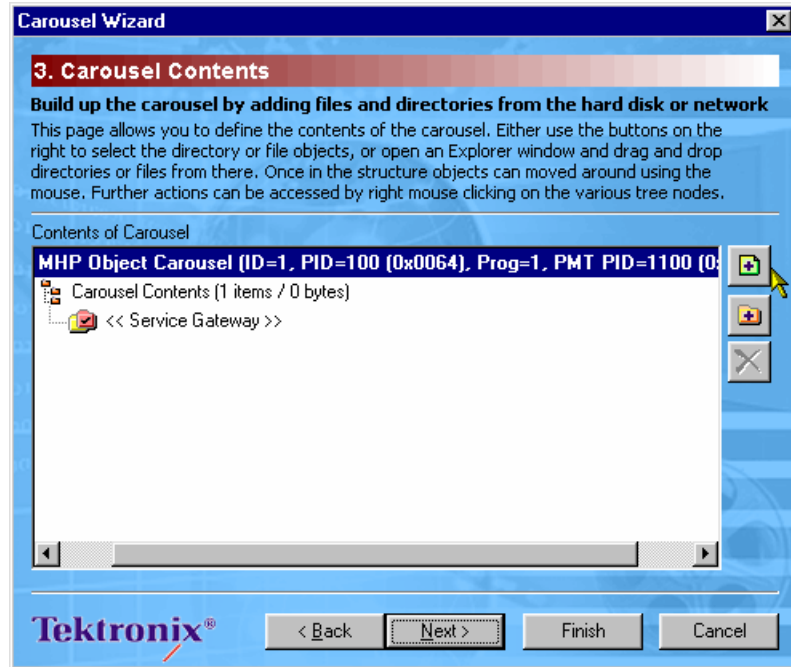 Carousel Wizard
3. Carousel Contents
Build up the carousel by adding files and directories from the hard disk or network
This page allows you to define the contents of the carousel. Either use the buttons on the
right to select the directory or file objects, or open an Explorer window and drag and drop
directories or files from there. Once in the structure objects can moved around using the
mouse. Further actions can be accessed by right mouse clicking on the various tree nodes.
Contents of Carousel
MHP Object Carousel (ID=1, PID=100 (0x0064), Prog=1, PMT PID=1100 (0
Carousel Contents (1 items / 0 bytes)
<< Service Gateway >>
Tektronix®
< Back
Next >
Finish
Cancel